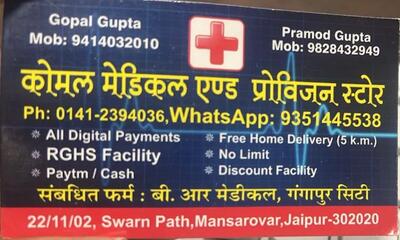 Gopal Gupta
Mob: 9414032010
Pramod Gupta
Mob: 9828432949
कोमल मेडिकल एण्ड प्रोविजन स्टोर
Ph: 0141-2394036,WhatsApp: 9351445538
All Digital Payments
Free Home Delivery (5 k.m.)
RGHS Facility
No Limit
Paytm / Cash
Discount Facility
संबधित फर्म : बी. आर मेडीकल, गंगापुर सिटी
22/11/02, Swarn Path,Mansarovar,Jaipur-302020